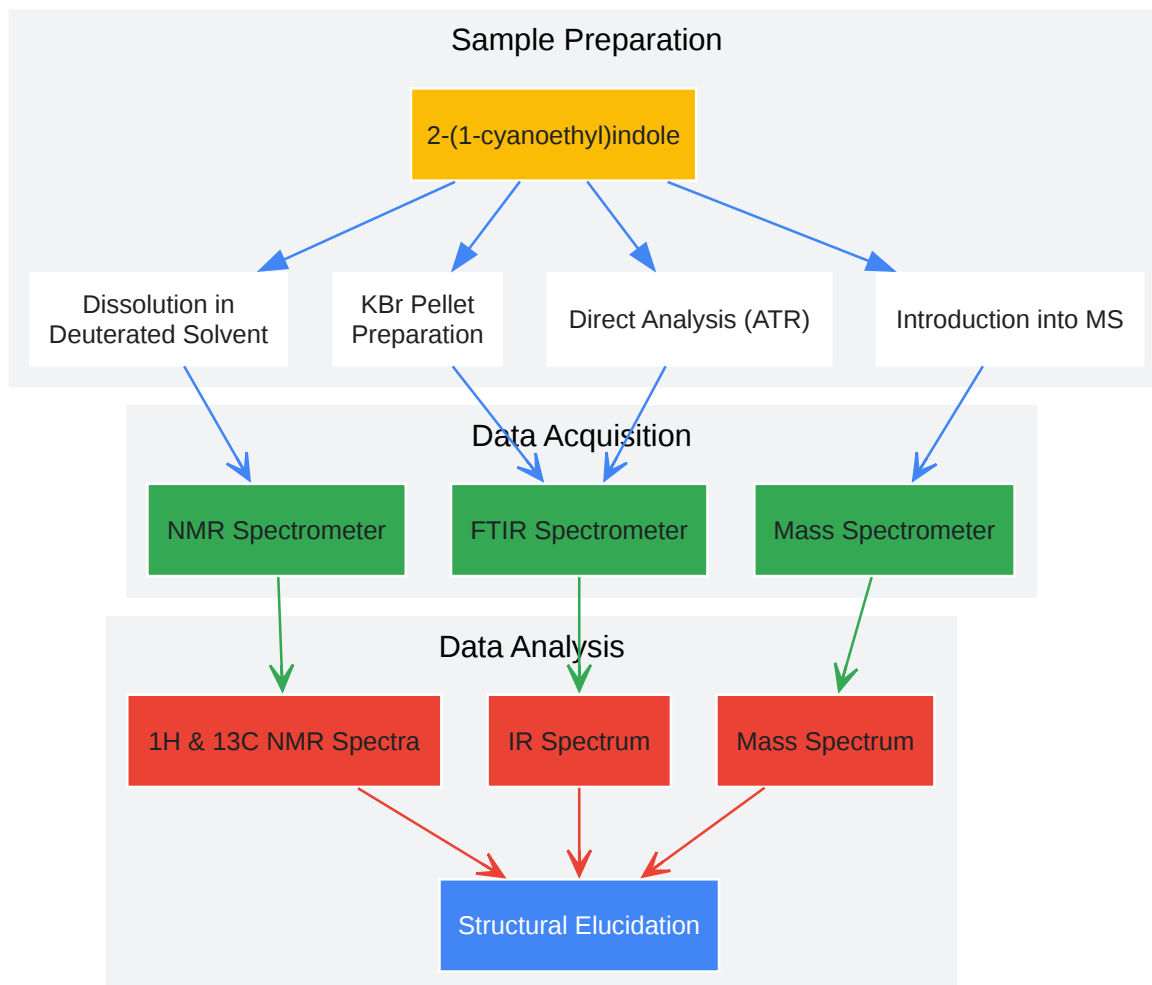 Sample Preparation
2-(1-cyanoethyl)indole
Dissolution in
Deuterated Solvent
KBr Pellet
Preparation
Direct Analysis (ATR)
Introduction into MS
Data Acquisition
NMR Spectrometer
FTIR Spectrometer
Mass Spectrometer
Data Analysis
1H & 13C NMR Spectra
IR Spectrum
Mass Spectrum
Structural Elucidation